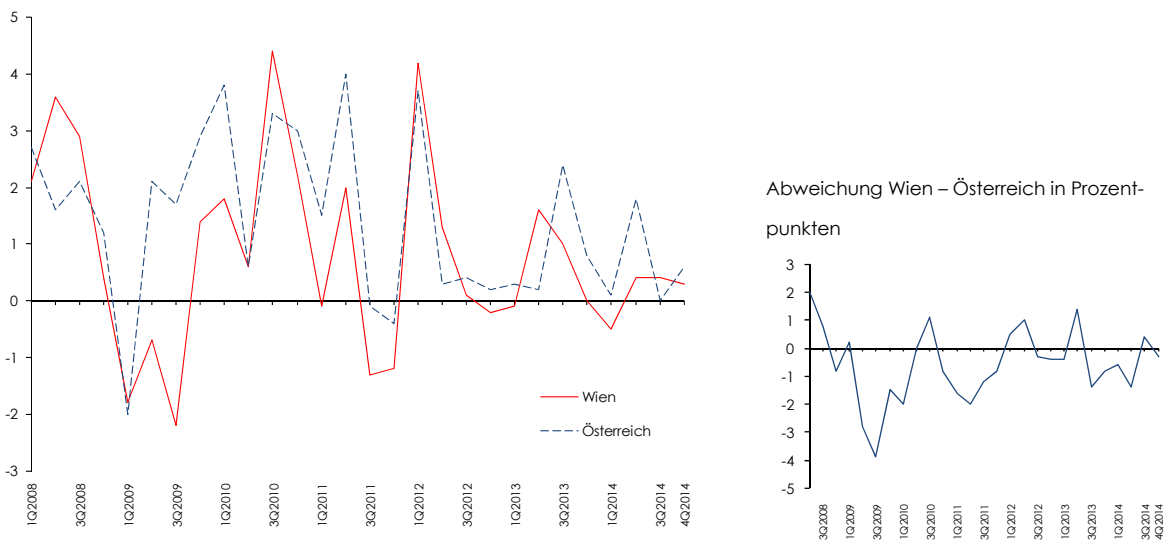 5
4
3
2
1
0
-1
-2
-3
1Q2008
3Q2008
1Q2009
3Q2009
1Q2010
3Q2010
1Q2011
3Q2011
1Q2012
3Q2012
1Q2013
3Q2013
1Q2014
3Q2014
4Q2014
Wien
Österreich
Abweichung Wien – Österreich in Prozent-
punkten
3
2
1
0
-1
-2
-3
-4
-5
3Q2008
1Q2009
3Q2009
1Q2010
3Q2010
1Q2011
3Q2011
1Q2012
3Q2012
1Q2013
3Q2013
1Q2014
3Q2014
4Q2014